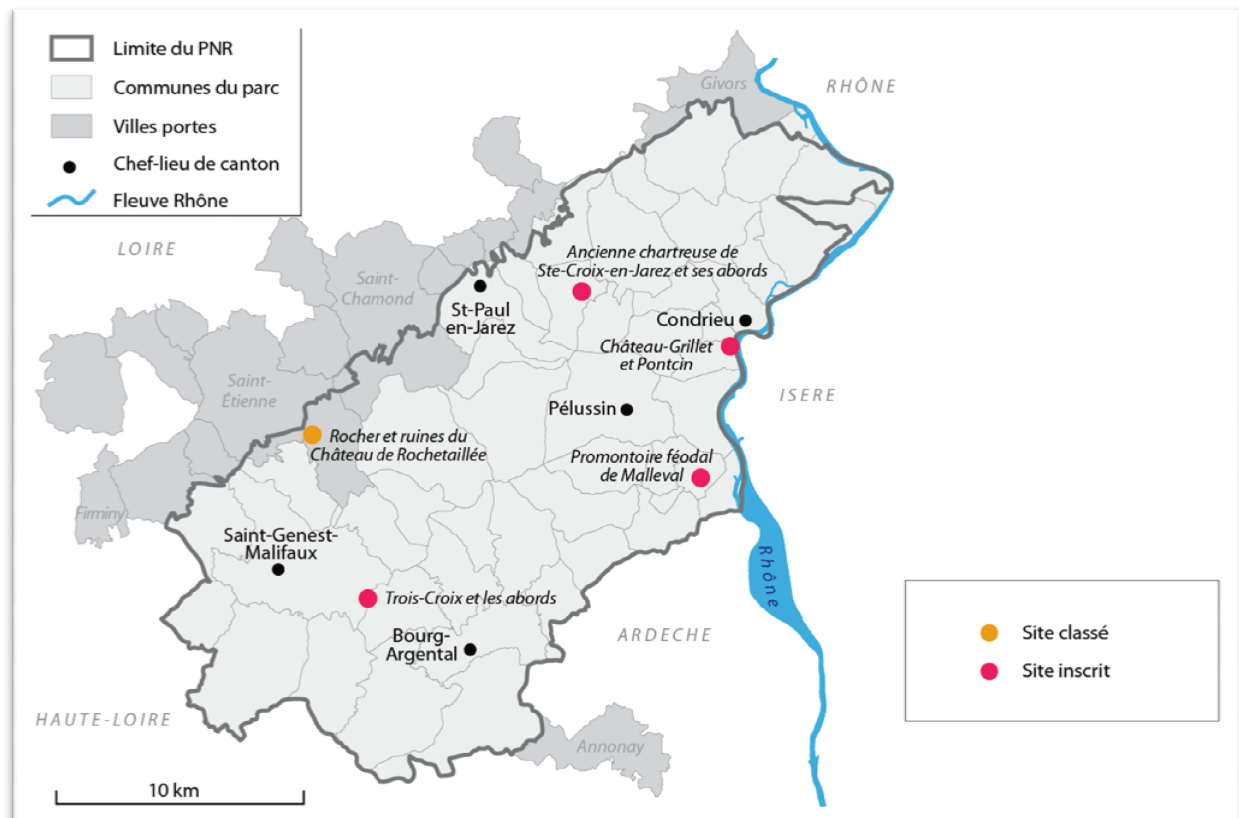 Limite du PNR
Communes du parc
Villes portes
Chef-lieu de canton
Fleuve Rhône
Givors
RHÔNE
LOIRE
Saint-
Chamond
Ancienne chartreuse de
Ste-Croix-en-Jarez et ses abords
St-Paul
en-Jarez
Condrieu
Château-Grillet
et Pontcin
ISERE
Saint-
Étienne
Pélussin
Rocher et ruines du
Château de Rochetaillée
Promontoire féodal
de Malleval
Firminy
Saint-Genest-
Malifaux
Rhône
Trois-Croix et les abords
Bourg-
Argental
ARDECHE
Site classé
Site inscrit
HAUTE-LOIRE
Annonay
10 km